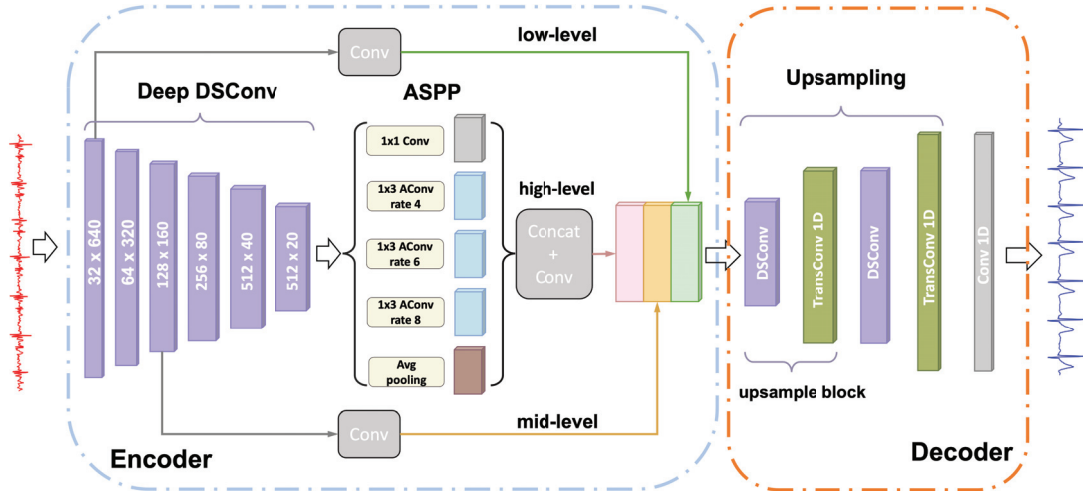 Conv
low-level
Deep DSConv
ASPP
32 x 640
64 x 320
128 x 160
256 x 80
512 x 40
512 x 20
1x1 Conv
1x3 AConv
rate 4
1x3 AConv
rate 6
1x3 AConv
rate 8
Avg
pooling
high-level
Concat
+
Conv
Conv
mid-level
Encoder
Upsampling
DSConv
TransConv 1D
DSConv
TransConv 1D
Conv 1D
upsample block
Decoder